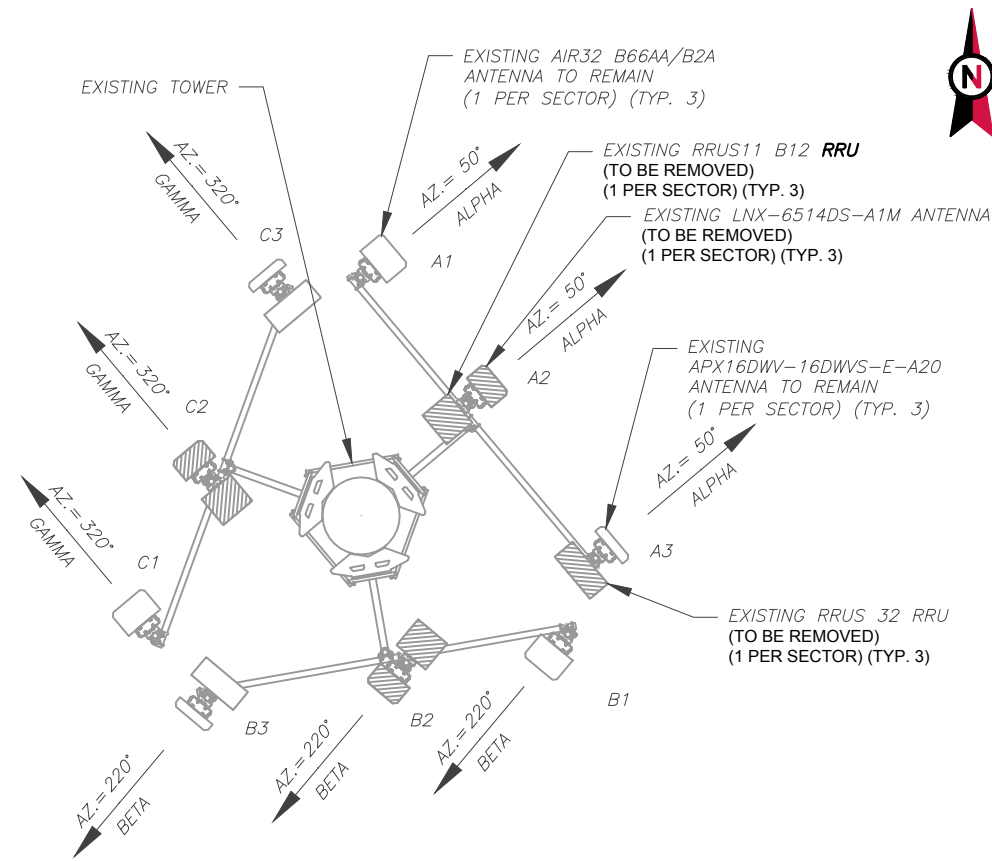 EXISTING AIR32 B66AA/B2A
ANTENNA TO REMAIN
(1 PER SECTOR) (TYP. 3)
N
EXISTING TOWER
EXISTING RRUS11 B12 RRU
(TO BE REMOVED)
(1 PER SECTOR) (TYP. 3)
EXISTING LNX-6514DS-A1M ANTENNA
(TO BE REMOVED)
(1 PER SECTOR) (TYP. 3)
AZ.= 320°
GAMMA
AZ.= 50°
ALPHA
C3
A1
AZ.= 50°
ALPHA
AZ.= 320°
GAMMA
EXISTING
APX16DWV-16DWVS-E-A20
ANTENNA TO REMAIN
(1 PER SECTOR) (TYP. 3)
A2
C2
AZ.= 50°
ALPHA
AZ.= 320°
GAMMA
C1
A3
EXISTING RRUS 32 RRU
(TO BE REMOVED)
(1 PER SECTOR) (TYP. 3)
B1
B2
B3
AZ.=220°
BETA
AZ.=220°
BETA
AZ.=220°
BETA